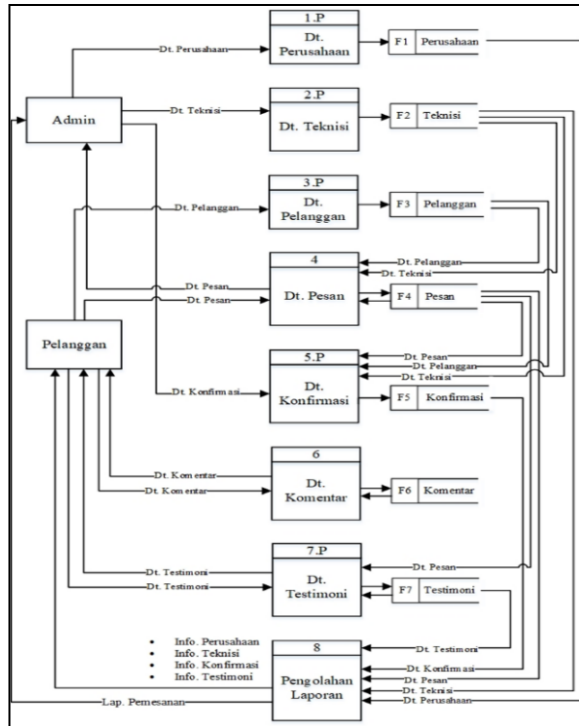 1.P
Dt. Perusahaan
Dt.
Perusahaan
F1 Perusahaan
Admin
2.P
Dt. Teknisi
Dt. Teknisi
F2 Teknisi
3.P
Dt. Pelanggan
Dt.
Pelanggan
F3 Pelanggan
4
Dt. Pelanggan
Dt. Teknisi
Dt. Pesan
Dt. Pesan
Dt. Pesan
F4 Pesan
Pelanggan
5.P
Dt. Pesan
Dt. Pelanggan
Dt. Teknisi
Dt. Konfirmasi
Dt.
Konfirmasi
F5 Konfirmasi
6
Dt. Komentar
Dt. Komentar
Dt.
Komentar
F6 Komentar
7.P
Dt. Pesan
Dt. Testimoni
Dt. Testimoni
Dt.
Testimoni
F7 Testimoni
• Info. Perusahaan
• Info. Teknisi
• Info. Konfirmasi
• Info. Testimoni
8
Pengolahan
Laporan
Dt. Testimoni
Dt. Konfirmasi
Dt. Pesan
Dt. Teknisi
Dt. Perusahaan
Lap. Pemesanan